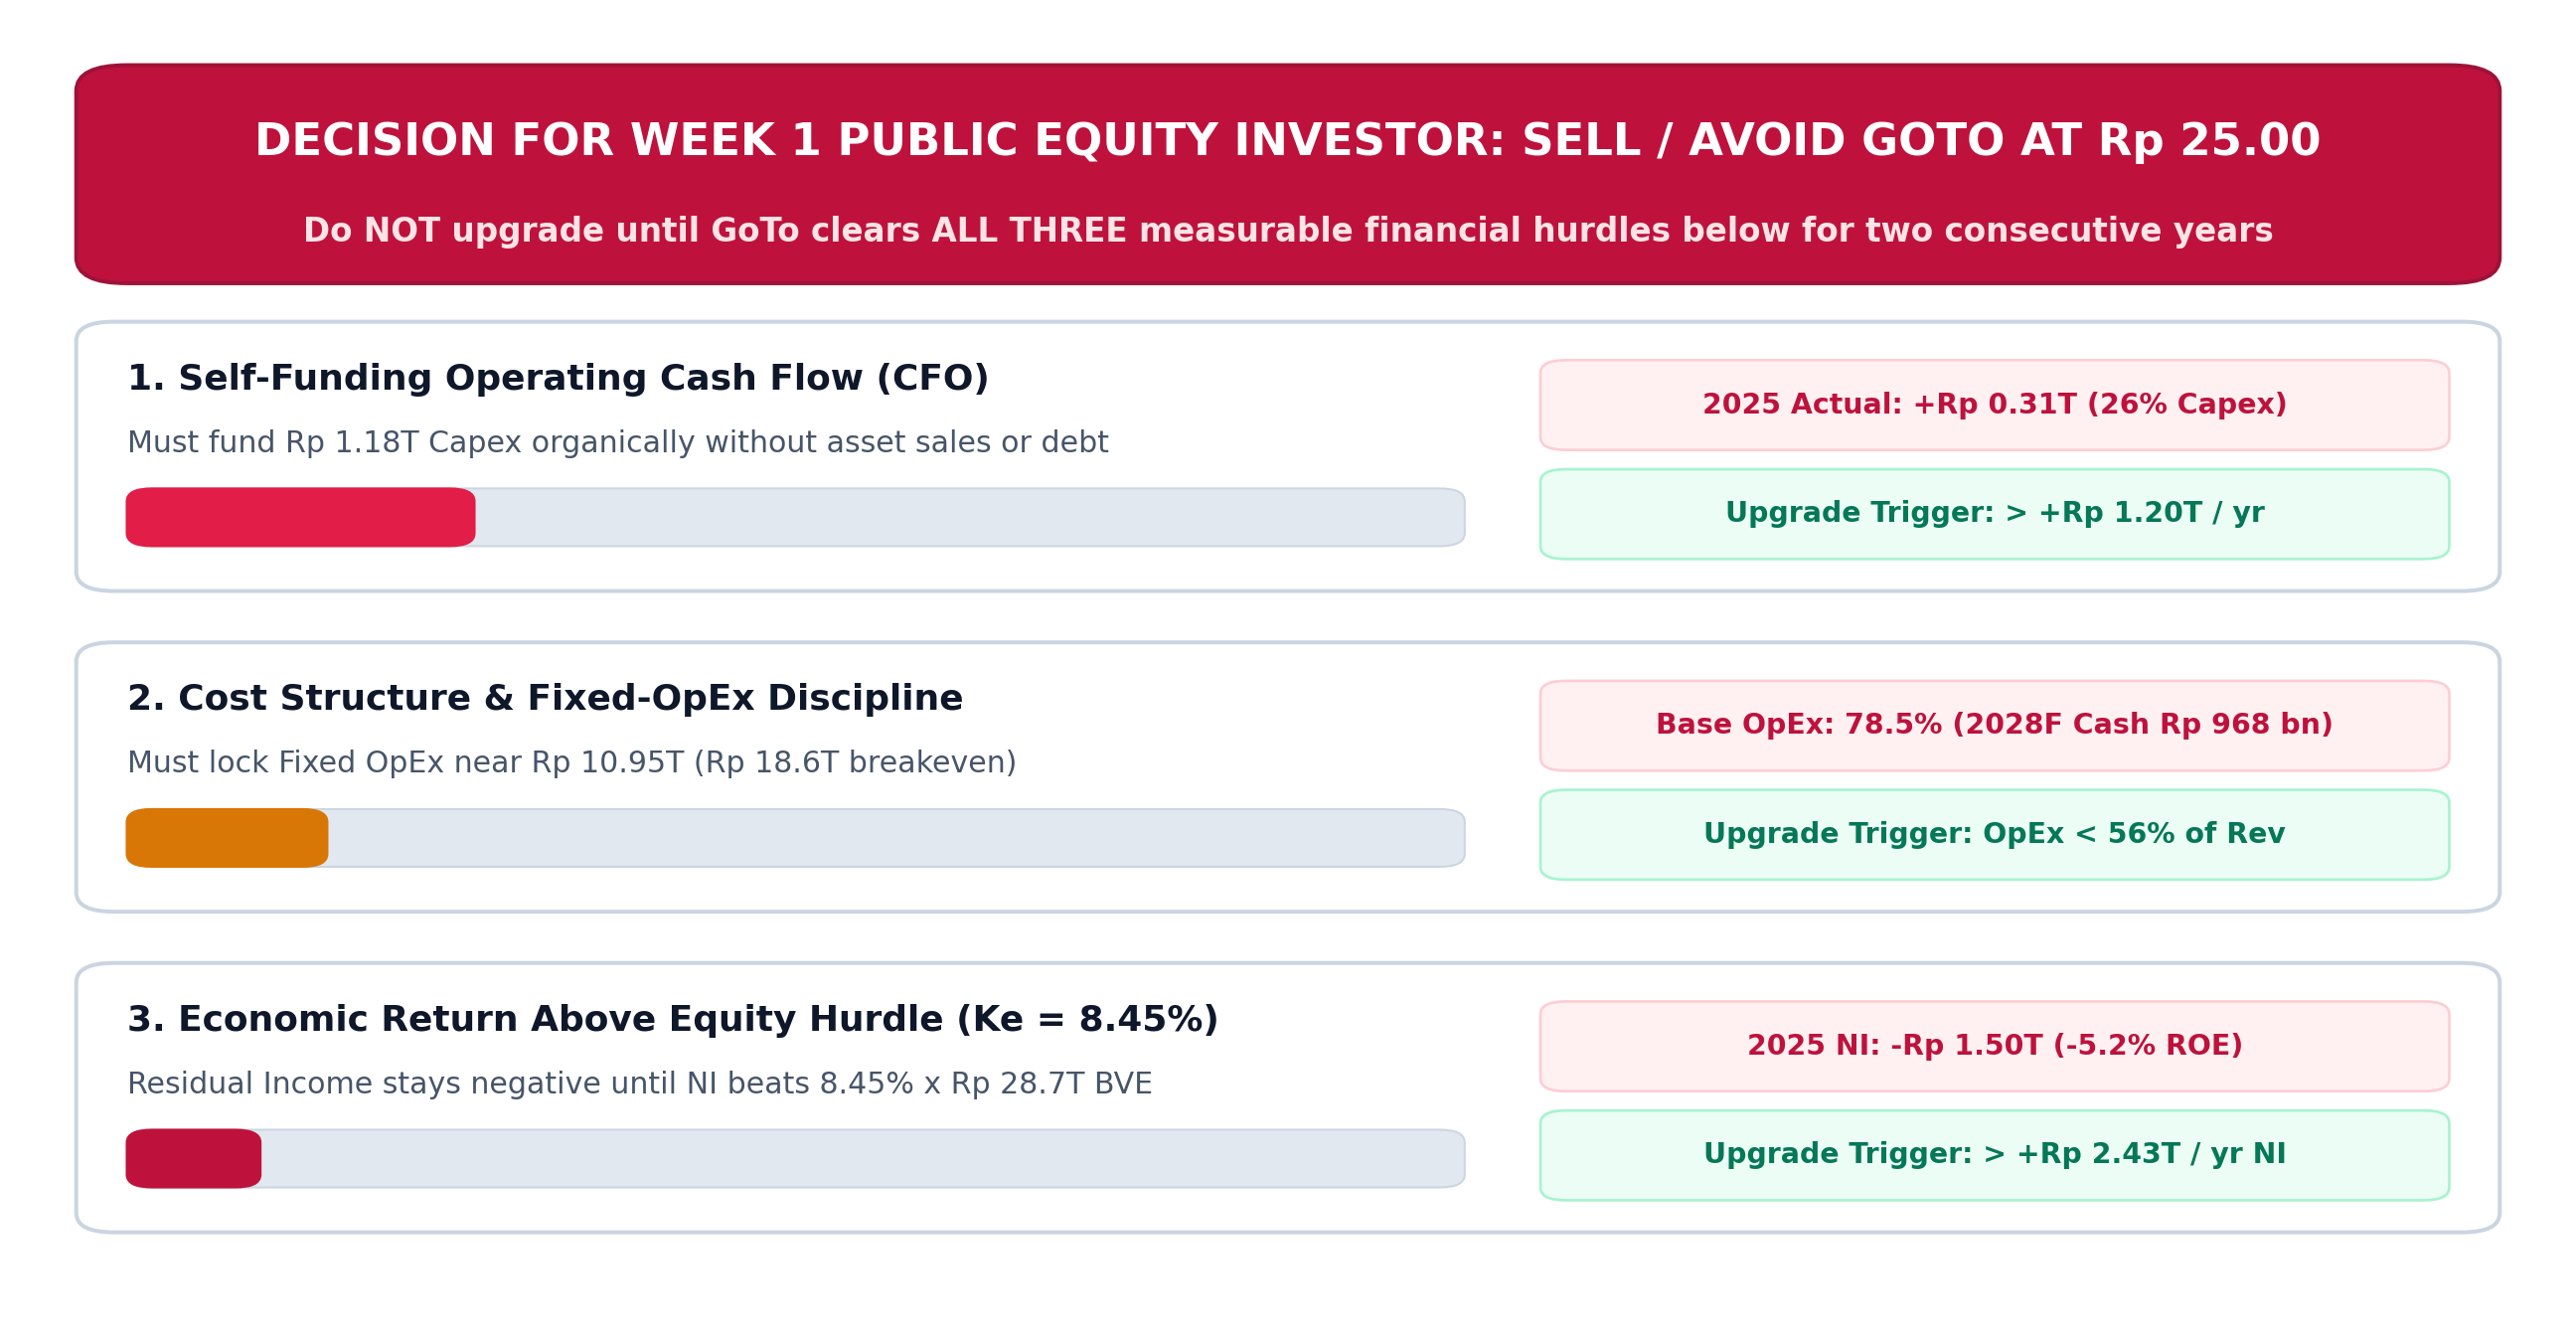 DECISION FOR WEEK 1 PUBLIC EQUITY INVESTOR: SELL / AVOID GOTO AT Rp 25.00
Do NOT upgrade until GoTo clears ALL THREE measurable financial hurdles below for two consecutive years
1. Self-Funding Operating Cash Flow (CFO)
Must fund Rp 1.18T Capex organically without asset sales or debt
2025 Actual: +Rp 0.31T (26% Capex)
Upgrade Trigger: > +Rp 1.20T / yr
2. Cost Structure & Fixed-OpEx Discipline
Must lock Fixed OpEx near Rp 10.95T (Rp 18.6T breakeven)
Base OpEx: 78.5% (2028F Cash Rp 968 bn)
Upgrade Trigger: OpEx < 56% of Rev
3. Economic Return Above Equity Hurdle (Ke = 8.45%)
Residual Income stays negative until NI beats 8.45% x Rp 28.7T BVE
2025 NI: -Rp 1.50T (-5.2% ROE)
Upgrade Trigger: > +Rp 2.43T / yr NI